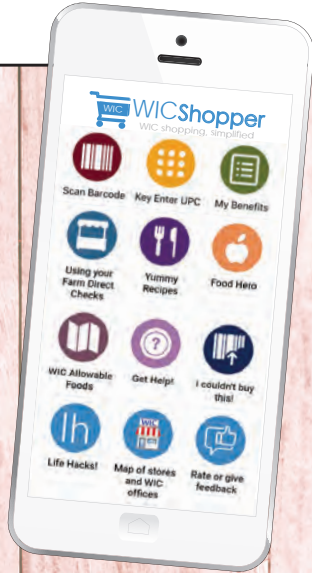 WIC
WICShopper
WIC shopping, simplified
Scan Barcode
Key Enter UPC
My Benefits
Using your
Farm Direct
Checks
Yummy
Recipes
Food Hero
WIC Allowable
Foods
?
Get Help!
I couldn't buy
this!
lh
Life Hacks!
WIC
Map of stores
and WIC
offices
Rate or give
feedback